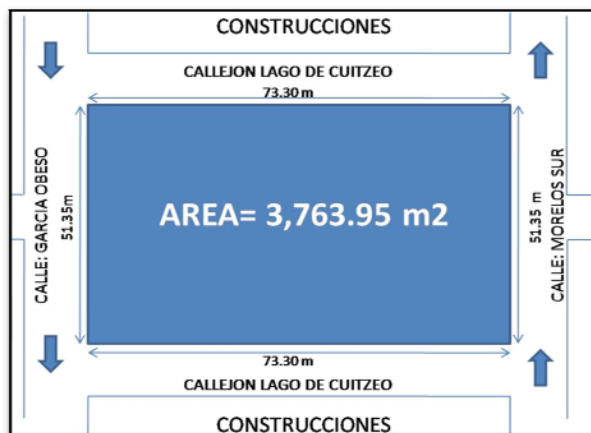 CONSTRUCCIONES
CALLEJON LAGO DE CUITZEO
73.30 m
CALLE: GARCIA OBESO
51.35m
AREA= 3,763.95 m2
51.35 m
CALLE: MORELOS SUR
73.30 m
CALLEJON LAGO DE CUITZEO
CONSTRUCCIONES